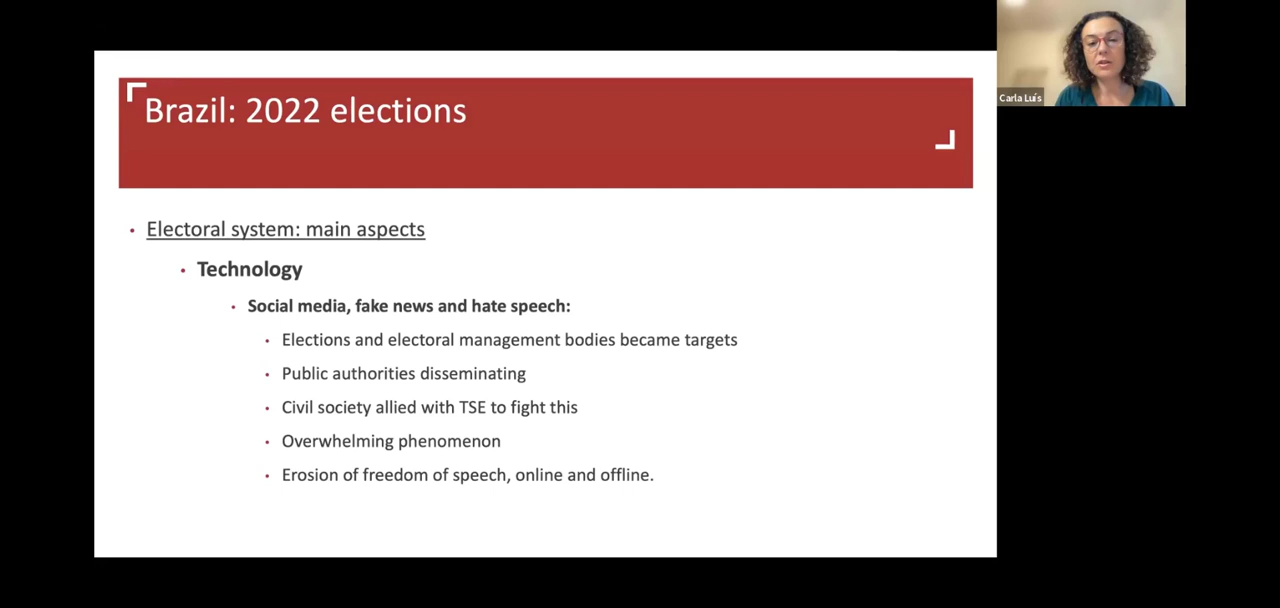 Brazil: 2022 elections
Electoral system: main aspects
Technology
Social media, fake news and hate speech:
Elections and electoral management bodies became targets
Public authorities disseminating
Civil society allied with TSE to fight this
Overwhelming phenomenon
Erosion of freedom of speech, online and offline.
Carla Luís